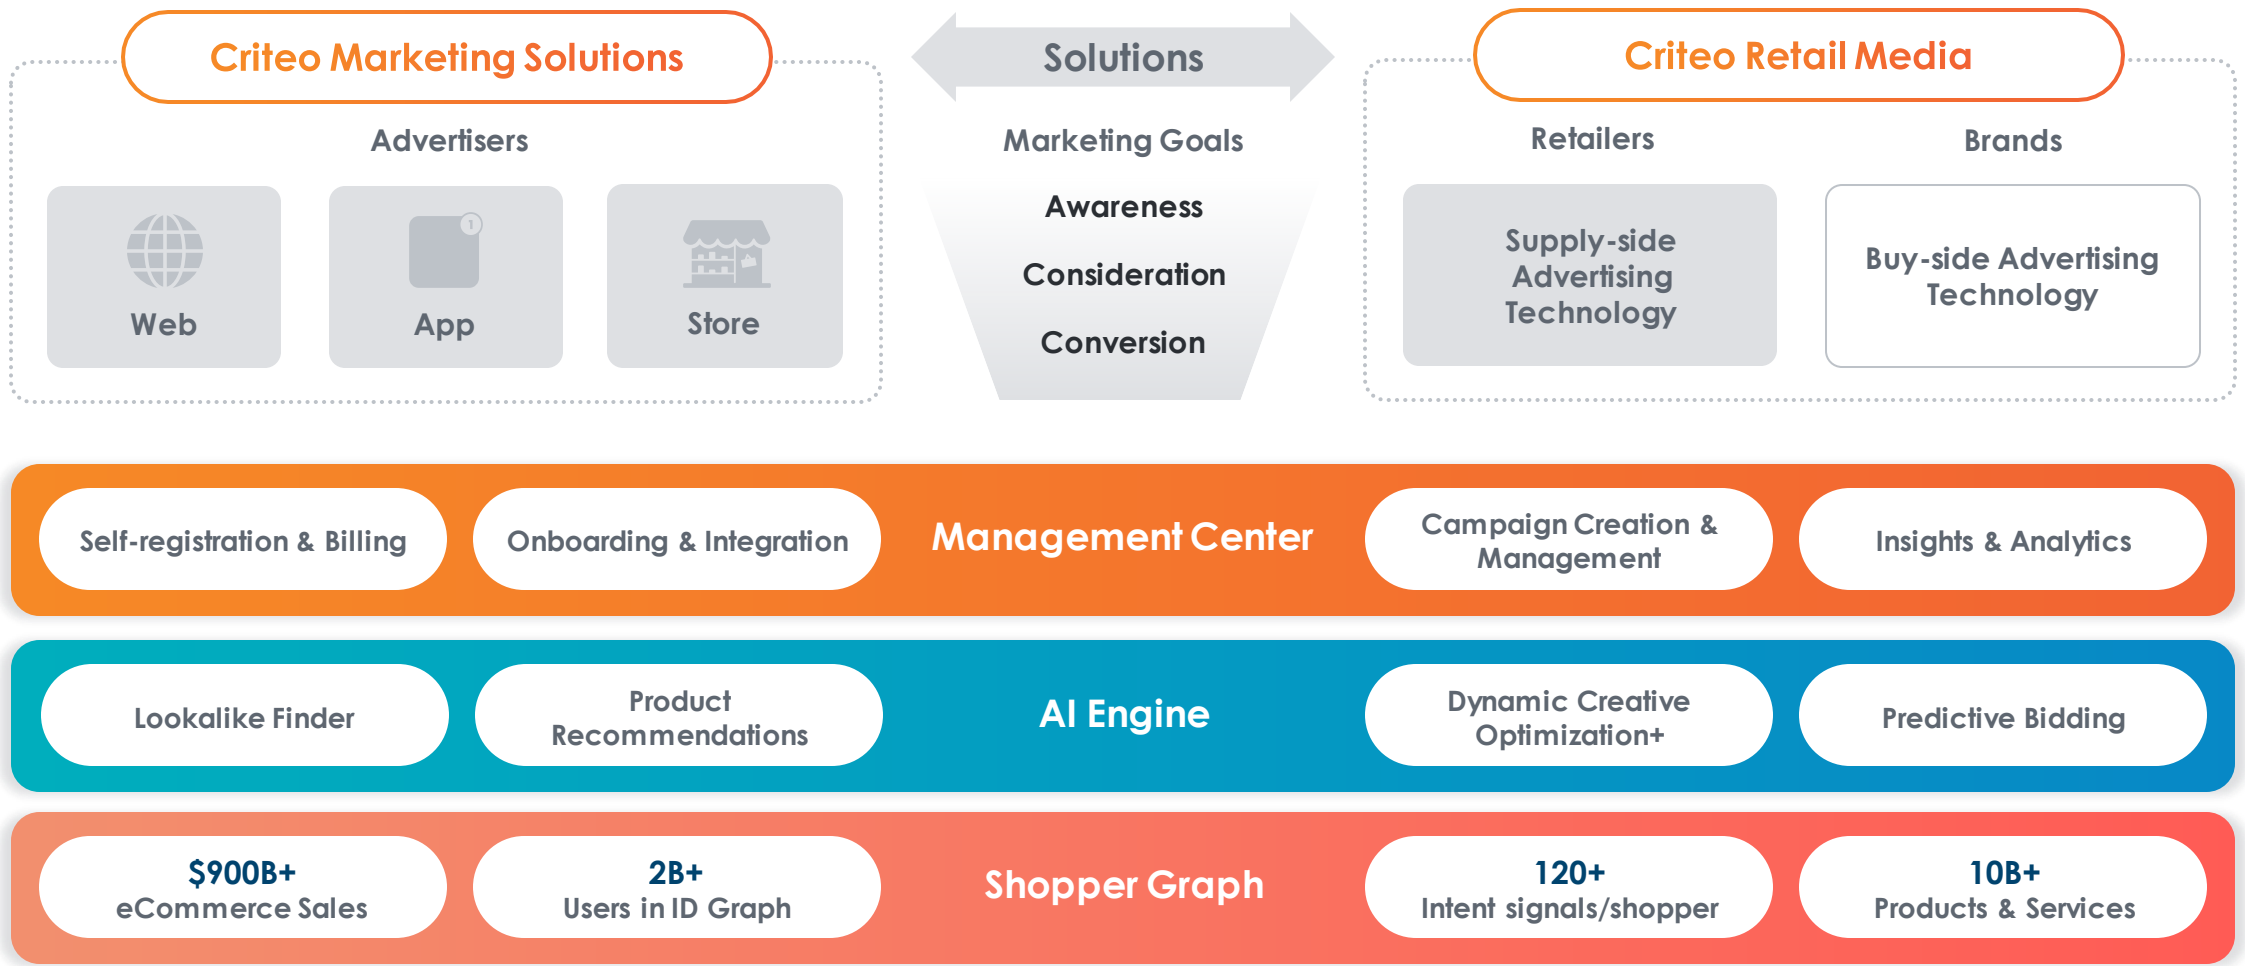 Criteo Marketing Solutions
Solutions
Criteo Retail Media
Advertisers
Marketing Goals
Retailers
Brands
Web
1
App
Store
Awareness
Consideration
Conversion
Supply-side
Advertising
Technology
Buy-side Advertising
Technology
Self-registration & Billing
Onboarding & Integration
Management Center
Campaign Creation &
Management
Insights & Analytics
Lookalike Finder
Product
Recommendations
AI Engine
Dynamic Creative
Optimization+
Predictive Bidding
$900B+
eCommerce Sales
2B+
Users in ID Graph
Shopper Graph
120+
Intent signals/shopper
10B+
Products & Services